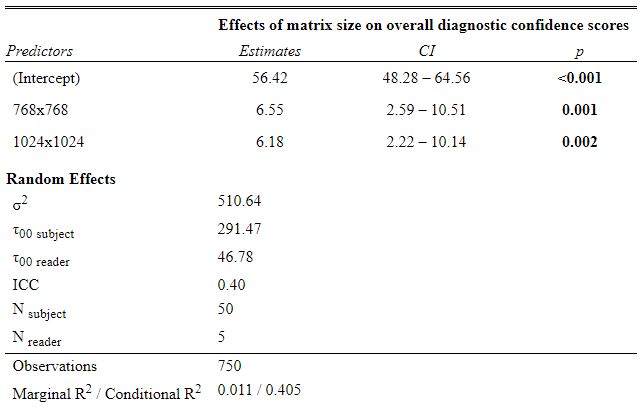 Effects of matrix size on overall diagnostic confidence scores
Predictors Estimates CI p
(Intercept) 56.42 48.28 – 64.56 <0.001
768x768 6.55 2.59 – 10.51 0.001
1024x1024 6.18 2.22 – 10.14 0.002
Random Effects
σ² 510.64
τ₀₀ subject 291.47
τ₀₀ reader 46.78
ICC 0.40
N subject 50
N reader 5
Observations 750
Marginal R² / Conditional R² 0.011 / 0.405